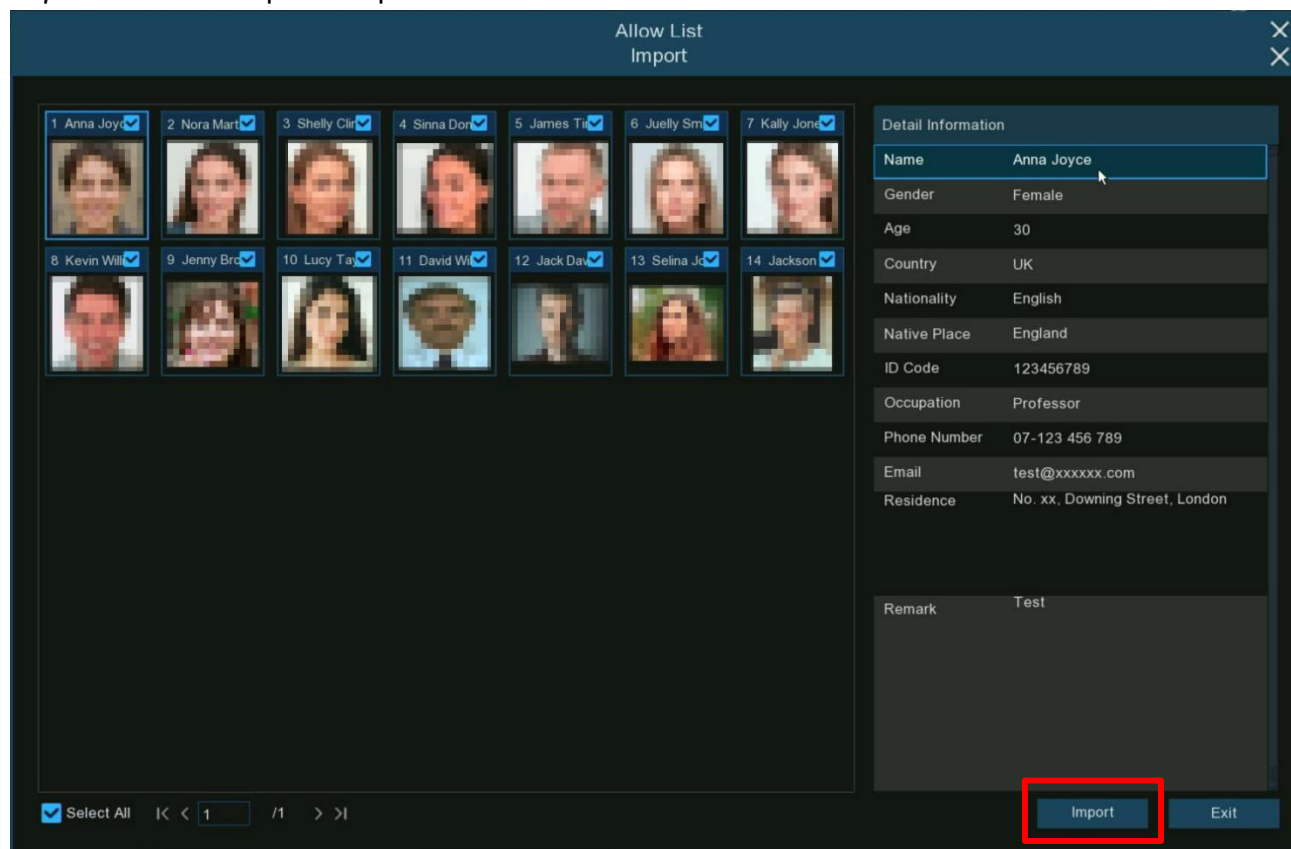 Allow List
Import
1 Anna Joyc
2 Nora Mart
3 Shelly Clin
4 Sinna Don
5 James Tir
6 Juelly Sm
7 Kally Jone
8 Kevin Willi
9 Jenny Bro
10 Lucy Tay
11 David Wi
12 Jack Dav
13 Selina Jo
14 Jackson
Detail Information
Name Anna Joyce
Gender Female
Age 30
Country UK
Nationality English
Native Place England
ID Code 123456789
Occupation Professor
Phone Number 07-123 456 789
Email test@xxxxxx.com
Residence No. xx, Downing Street, London
Remark Test
Select All |< < 1 /1 > >|
Import Exit